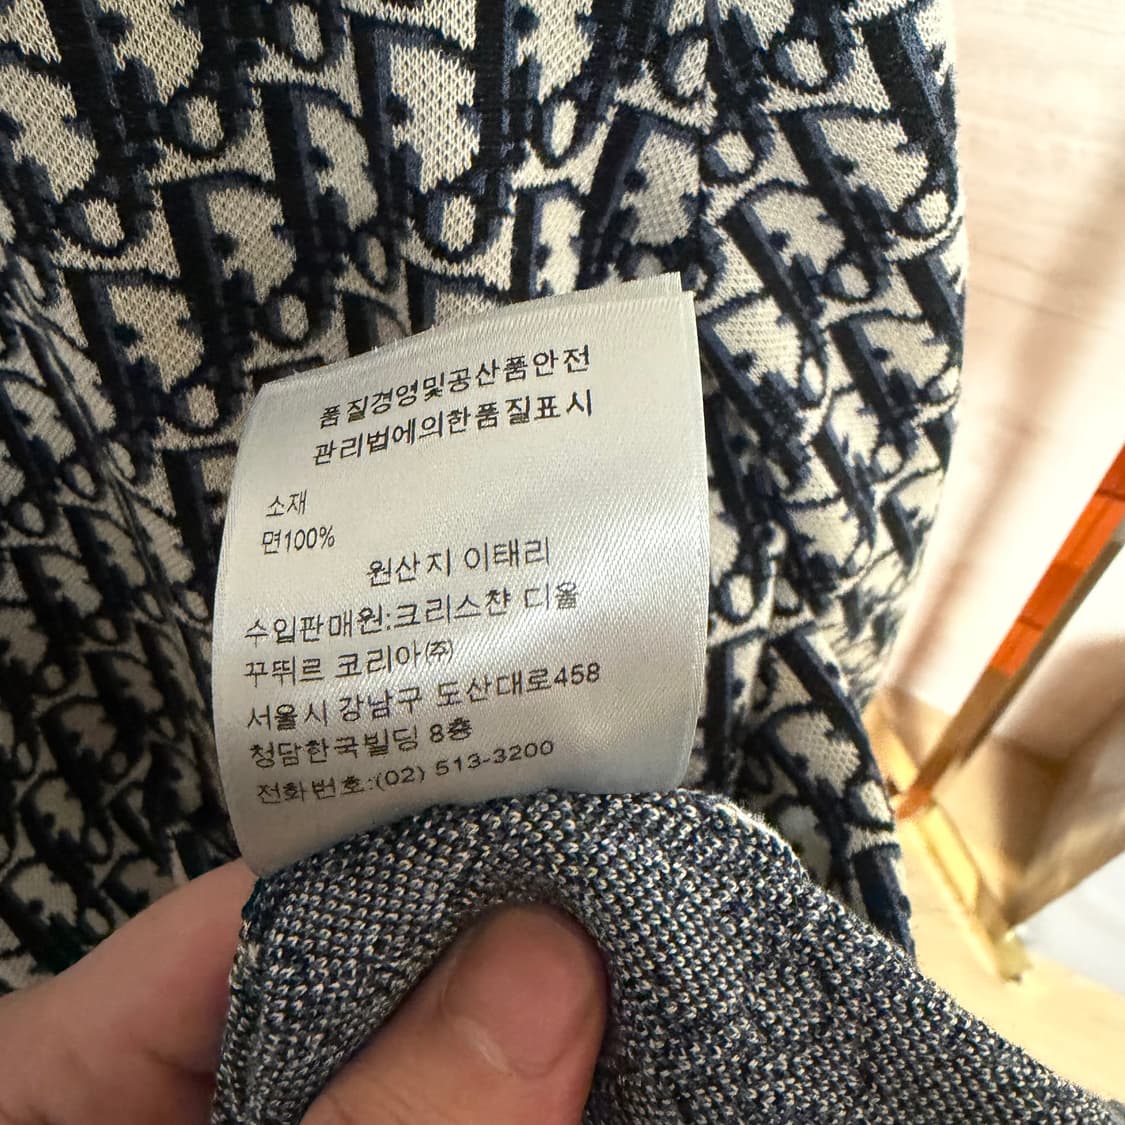 품질경영및공산품안전
관리법에의한품질표시
소재
면100%
원산지 이태리
수입판매원:크리스챤 디올
꾸뛰르 코리아(주)
서울시 강남구 도산대로458
청담한국빌딩 8층
전화번호:(02) 513-3200